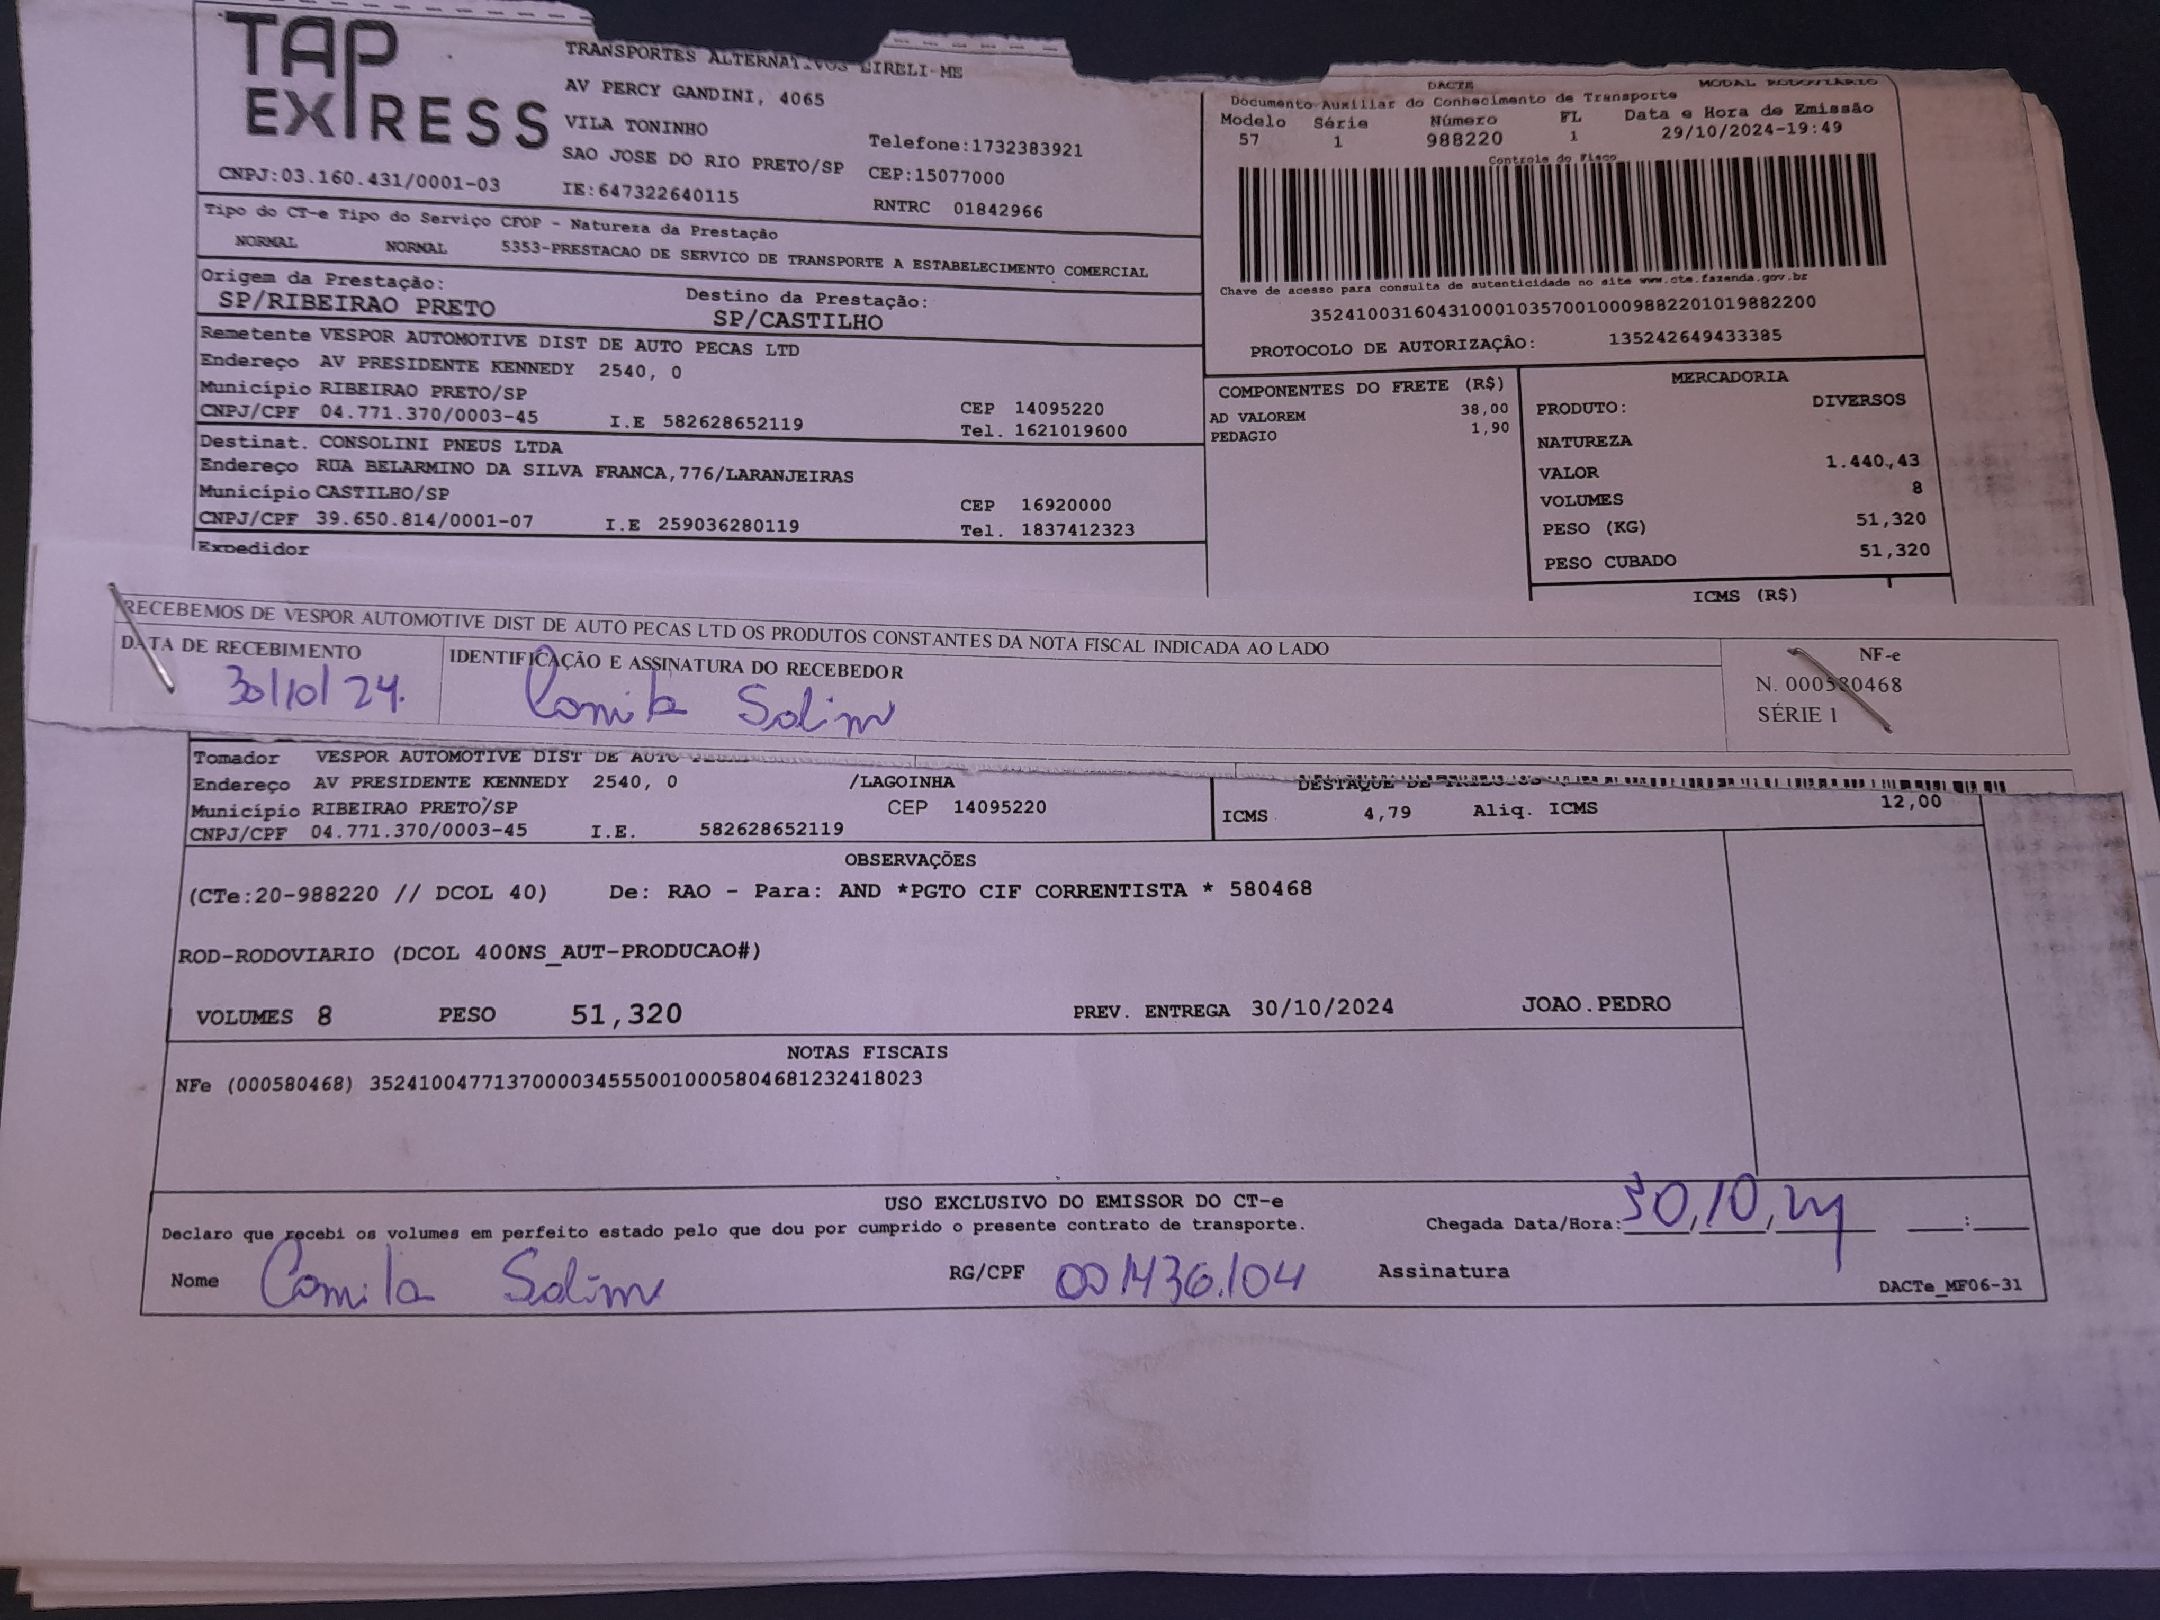 TAP EXPRESS
TRANSPORTES ALTERNATIVOS EIRELI-ME
AV PERCY GANDINI, 4065
VILA TONINHO
SAO JOSE DO RIO PRETO/SP
Telefone:1732383921
CEP:15077000
CNPJ:03.160.431/0001-03
IE:647322640115
RNTRC 01842966
Tipo do CT-e Tipo do Serviço CFOP - Natureza da Prestação
NORMAL NORMAL 5353-PRESTACAO DE SERVICO DE TRANSPORTE A ESTABELECIMENTO COMERCIAL
Origem da Prestação: Destino da Prestação:
SP/RIBEIRAO PRETO SP/CASTILHO
Remetente VESPOR AUTOMOTIVE DIST DE AUTO PECAS LTD
Endereço AV PRESIDENTE KENNEDY 2540, 0
Município RIBEIRAO PRETO/SP CEP 14095220
CNPJ/CPF 04.771.370/0003-45 I.E 582628652119 Tel. 1621019600
Destinat. CONSOLINI PNEUS LTDA
Endereço RUA BELARMINO DA SILVA FRANCA,776/LARANJEIRAS
Município CASTILHO/SP CEP 16920000
CNPJ/CPF 39.650.814/0001-07 I.E 259036280119 Tel. 1837412323
Expedidor
DACTE MODAL RODOVIÁRIO
Documento Auxiliar do Conhecimento de Transporte
Modelo Série Número FL Data e Hora de Emissão
57 1 988220 1 29/10/2024-19:49
Controle do Fisco
Chave de acesso para consulta de autenticidade no site www.cte.fazenda.gov.br
35241003160431000103570010009882201019882200
PROTOCOLO DE AUTORIZAÇÃO: 135242649433385
COMPONENTES DO FRETE (R$)
AD VALOREM 38,00
PEDAGIO 1,90
MERCADORIA
PRODUTO: DIVERSOS
NATUREZA
VALOR 1.440,43
VOLUMES 8
PESO (KG) 51,320
PESO CUBADO 51,320
ICMS (R$)
RECEBEMOS DE VESPOR AUTOMOTIVE DIST DE AUTO PECAS LTD OS PRODUTOS CONSTANTES DA NOTA FISCAL INDICADA AO LADO
DATA DE RECEBIMENTO IDENTIFICAÇÃO E ASSINATURA DO RECEBEDOR
30/10/24. Camila Solim
NF-e
N. 000580468
SÉRIE 1
Tomador VESPOR AUTOMOTIVE DIST DE AUTO
Endereço AV PRESIDENTE KENNEDY 2540, 0 /LAGOINHA
Município RIBEIRAO PRETO/SP CEP 14095220
CNPJ/CPF 04.771.370/0003-45 I.E. 582628652119
DESTAQUE DE TRIBUTOS
ICMS 4,79 Aliq. ICMS 12,00
OBSERVAÇÕES
(CTe:20-988220 // DCOL 40) De: RAO - Para: AND *PGTO CIF CORRENTISTA * 580468
ROD-RODOVIARIO (DCOL 400NS_AUT-PRODUCAO#)
VOLUMES 8 PESO 51,320 PREV. ENTREGA 30/10/2024 JOAO.PEDRO
NOTAS FISCAIS
NFe (000580468) 35241004771370000345550010005804681232418023
USO EXCLUSIVO DO EMISSOR DO CT-e
Declaro que recebi os volumes em perfeito estado pelo que dou por cumprido o presente contrato de transporte. Chegada Data/Hora: 30/10/24 __:__
Nome Camila Solim RG/CPF 001436.104 Assinatura
DACTe_MF06-31